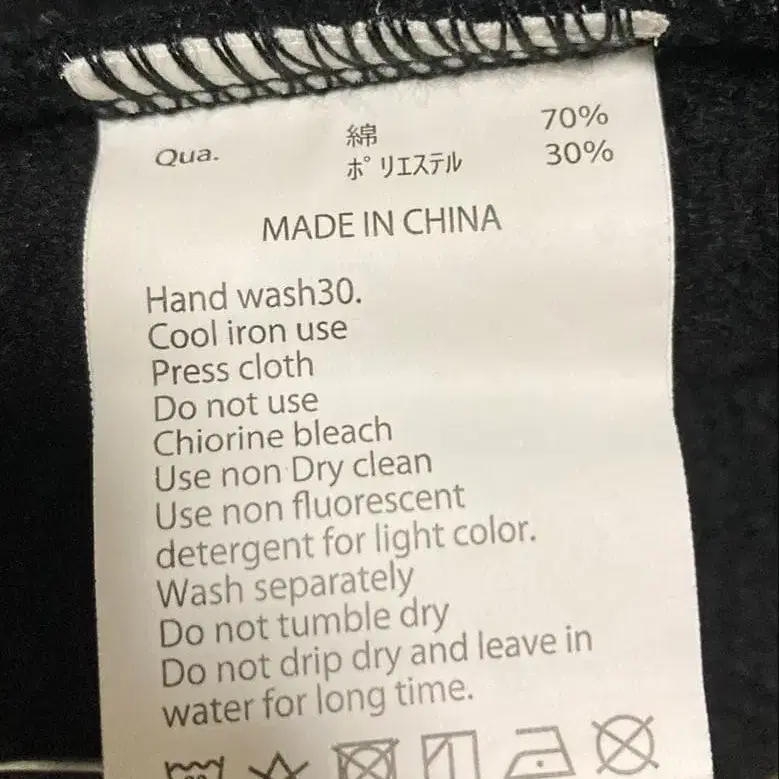 Qua. 綿 70%
ポリエステル 30%
MADE IN CHINA
Hand wash30.
Cool iron use
Press cloth
Do not use
Chiorine bleach
Use non Dry clean
Use non fluorescent
detergent for light color.
Wash separately
Do not tumble dry
Do not drip dry and leave in
water for long time.